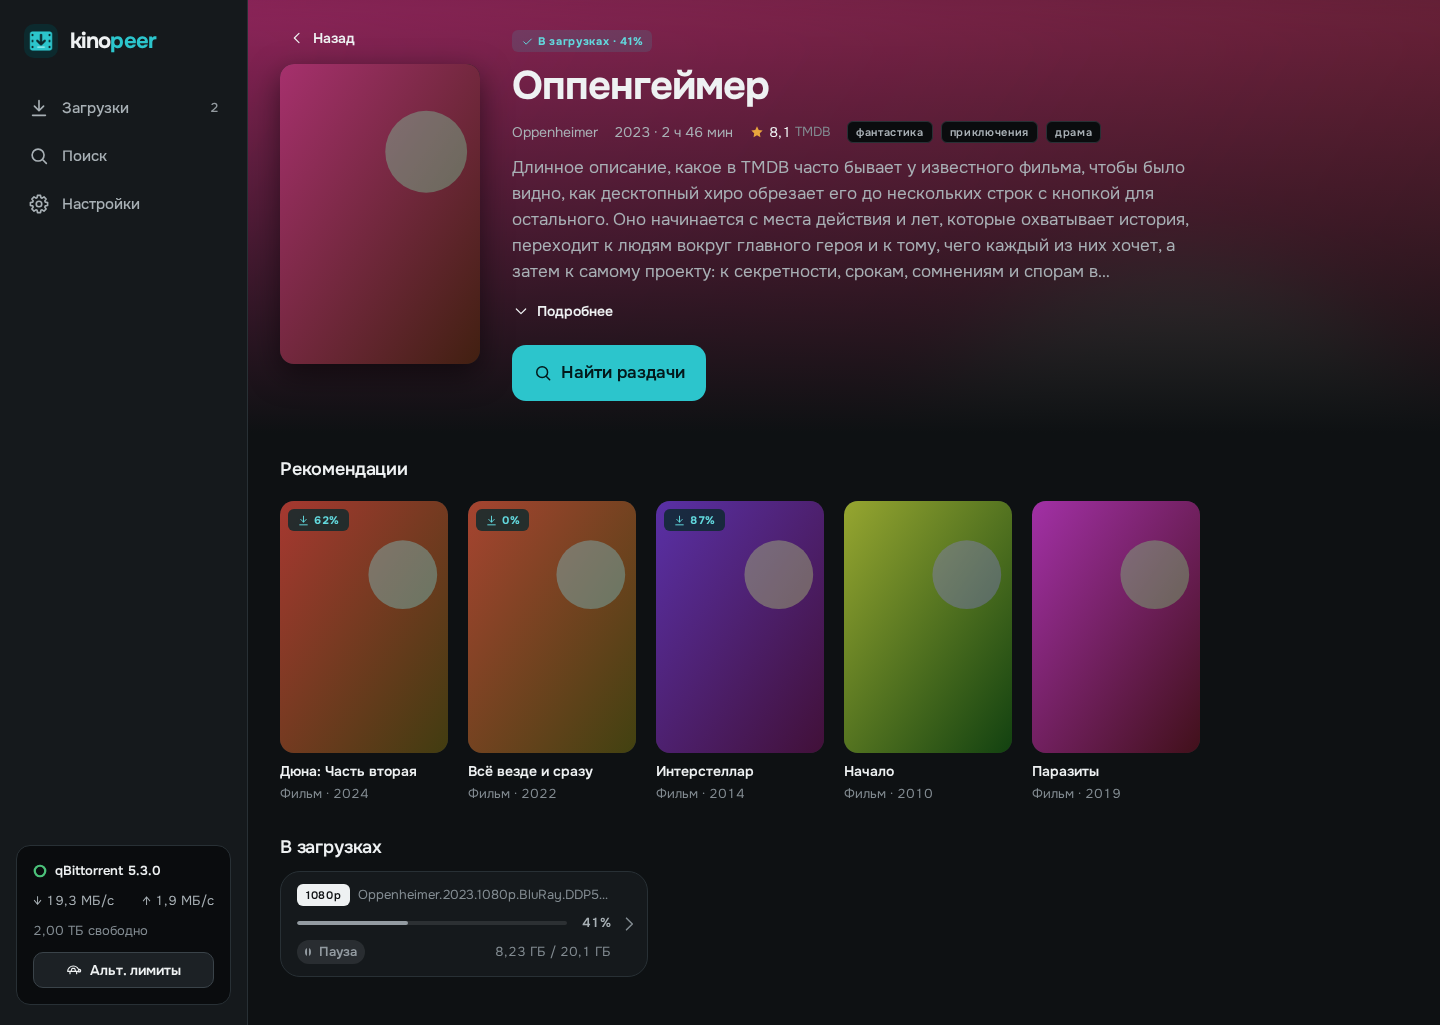 kinopeer
Загрузки 2
Поиск
Настройки
qBittorrent 5.3.0
↓ 19,3 МБ/с ↑ 1,9 МБ/с
2,00 ТБ свободно
Альт. лимиты
Назад
В загрузках · 41%
Оппенгеймер
Oppenheimer 2023 · 2 ч 46 мин 8,1 TMDB фантастика приключения драма
Длинное описание, какое в TMDB часто бывает у известного фильма, чтобы было
видно, как десктопный хиро обрезает его до нескольких строк с кнопкой для
остального. Оно начинается с места действия и лет, которые охватывает история,
переходит к людям вокруг главного героя и к тому, чего каждый из них хочет, а
затем к самому проекту: к секретности, срокам, сомнениям и спорам в...
Подробнее
Найти раздачи
Рекомендации
62%
0%
87%
Дюна: Часть вторая
Фильм · 2024
Всё везде и сразу
Фильм · 2022
Интерстеллар
Фильм · 2014
Начало
Фильм · 2010
Паразиты
Фильм · 2019
В загрузках
1080p Oppenheimer.2023.1080p.BluRay.DDP5...
41%
Пауза 8,23 ГБ / 20,1 ГБ